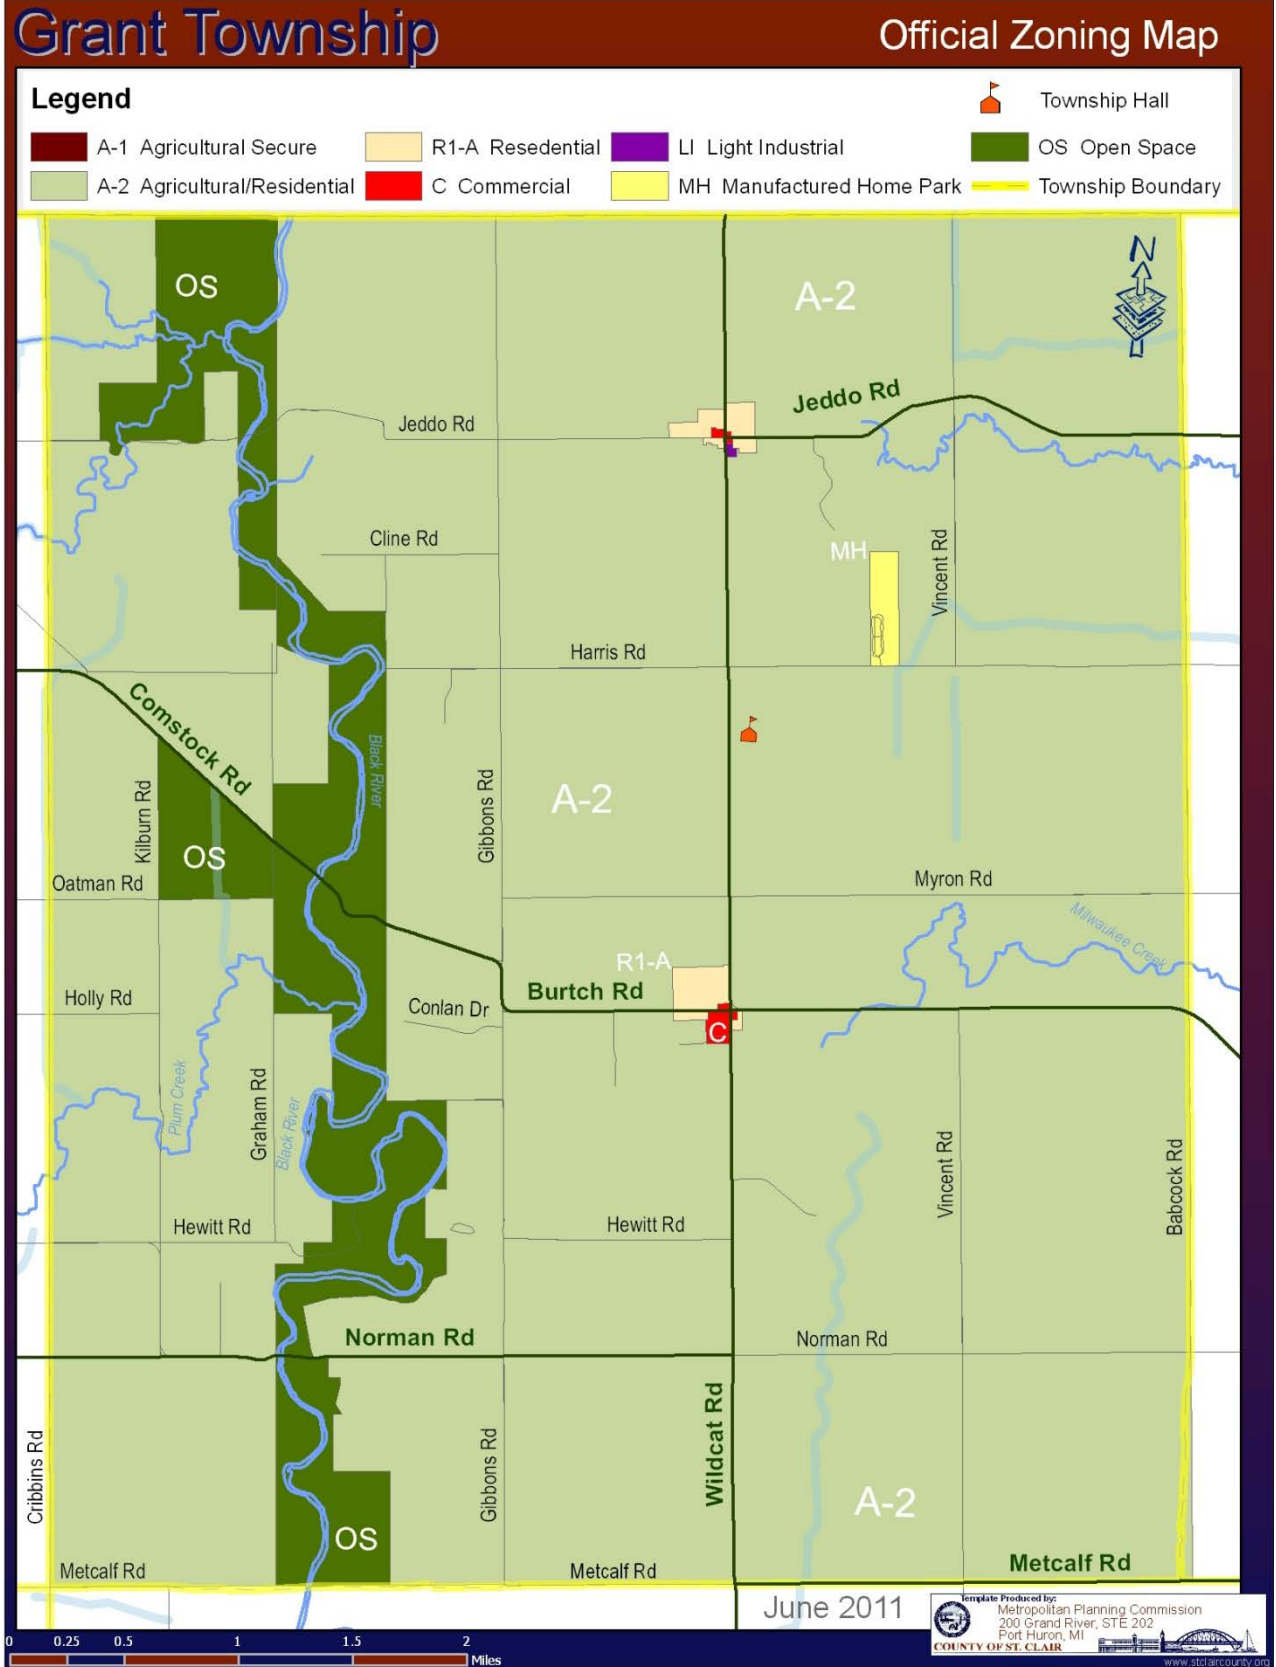 Grant Township
Official Zoning Map
Legend
Township Hall
A-1 Agricultural Secure
R1-A Resedential
LI Light Industrial
OS Open Space
A-2 Agricultural/Residential
C Commercial
MH Manufactured Home Park
Township Boundary
N
OS
A-2
Jeddo Rd
Jeddo Rd
Cline Rd
MH
Vincent Rd
Harris Rd
Comstock Rd
Black River
Kilburn Rd
Gibbons Rd
A-2
OS
Oatman Rd
Myron Rd
Milwaukee Creek
R1-A
Holly Rd
Conlan Dr
Burtch Rd
C
Plum Creek
Graham Rd
Black River
Vincent Rd
Babcock Rd
Hewitt Rd
Hewitt Rd
Norman Rd
Norman Rd
Cribbins Rd
Gibbons Rd
Wildcat Rd
A-2
OS
Metcalf Rd
Metcalf Rd
Metcalf Rd
June 2011
Template Produced by:
Metropolitan Planning Commission
200 Grand River, STE 202
Port Huron, MI
COUNTY OF ST. CLAIR
www.stclaircounty.org
0 0.25 0.5 1 1.5 2
Miles